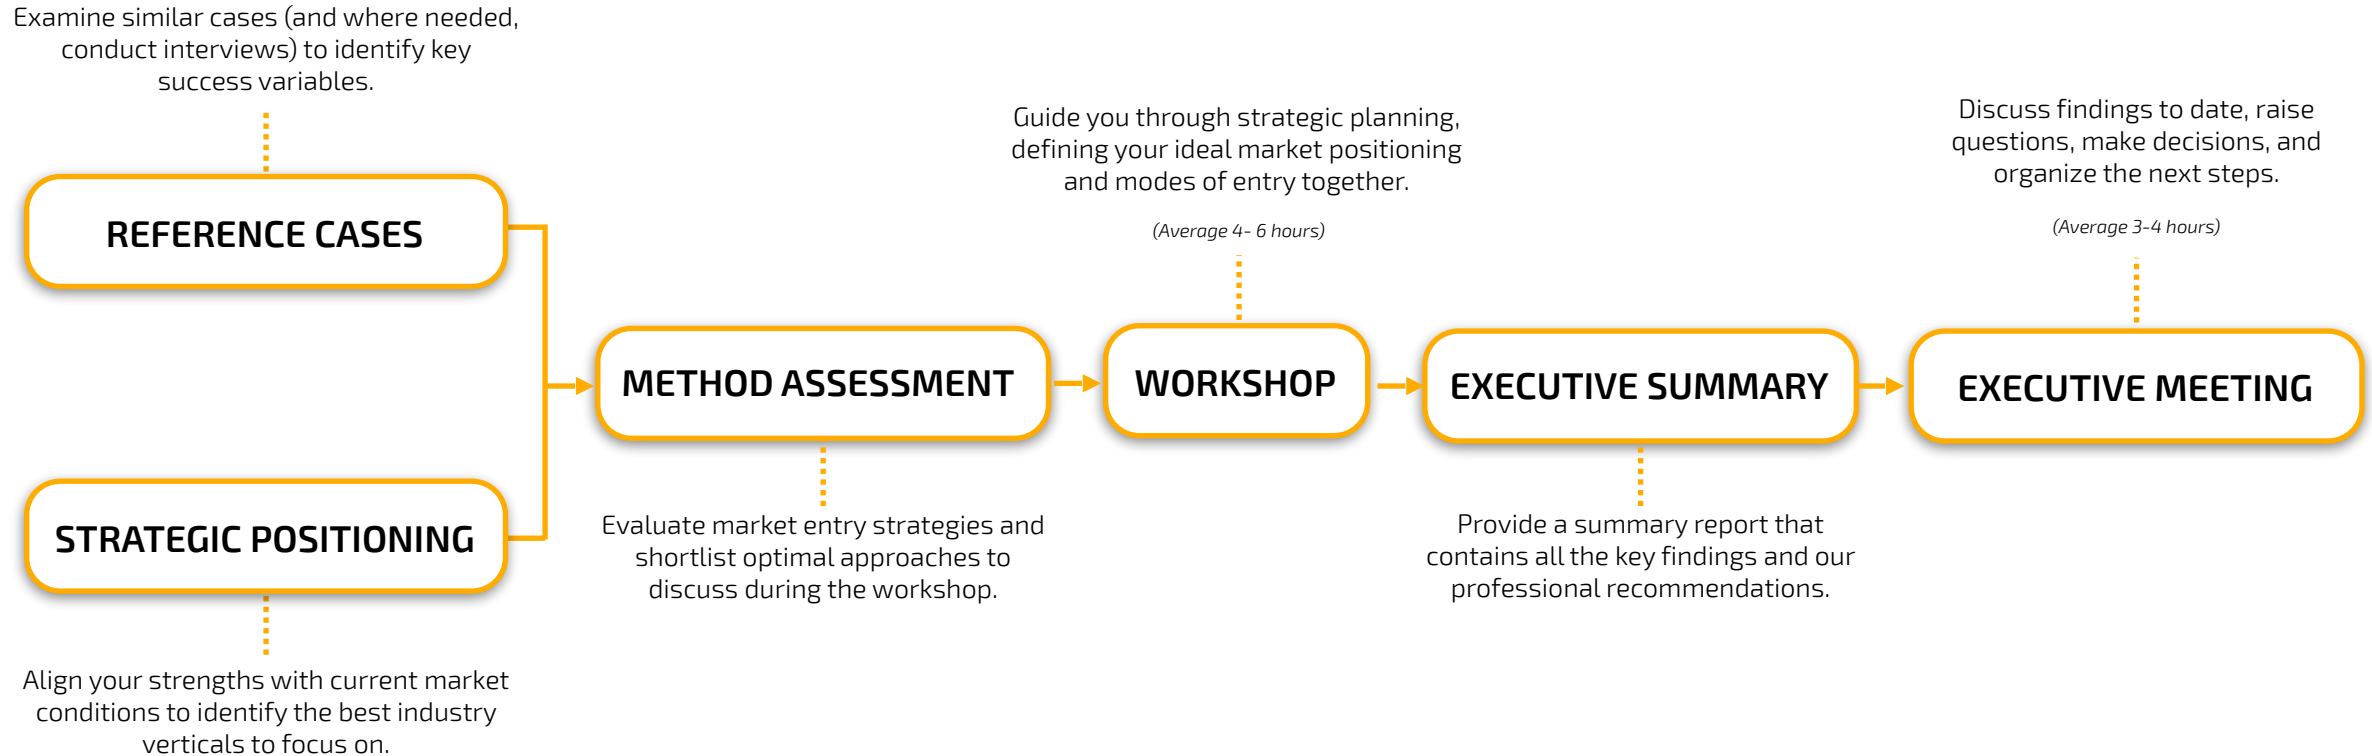 Examine similar cases (and where needed,
conduct interviews) to identify key
success variables.
REFERENCE CASES
STRATEGIC POSITIONING
Align your strengths with current market
conditions to identify the best industry
verticals to focus on.
METHOD ASSESSMENT
Evaluate market entry strategies and
shortlist optimal approaches to
discuss during the workshop.
Guide you through strategic planning,
defining your ideal market positioning
and modes of entry together.
(Average 4- 6 hours)
WORKSHOP
EXECUTIVE SUMMARY
Provide a summary report that
contains all the key findings and our
professional recommendations.
Discuss findings to date, raise
questions, make decisions, and
organize the next steps.
(Average 3-4 hours)
EXECUTIVE MEETING